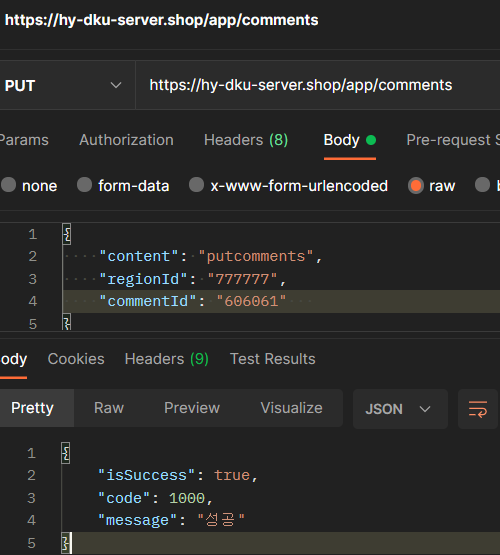 https://hy-dku-server.shop/app/comments
PUT https://hy-dku-server.shop/app/comments
Params Authorization Headers (8) Body Pre-request S
none form-data x-www-form-urlencoded raw b
1 {
2 "content": "putcomments",
3 "regionId": "777777",
4 "commentId": "606061"
5 }
Body Cookies Headers (9) Test Results
Pretty Raw Preview Visualize JSON
1 {
2 "isSuccess": true,
3 "code": 1000,
4 "message": "성공"
5 }